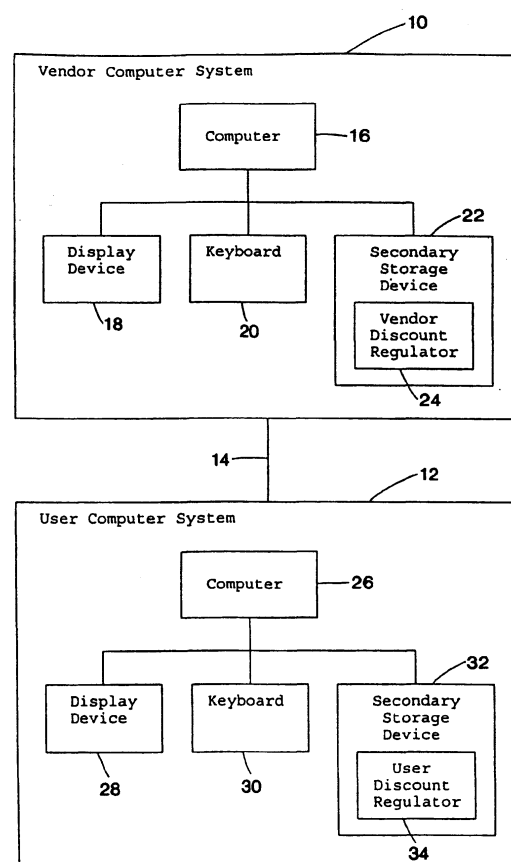 10
Vendor Computer System
Computer
16
22
Display
Device
Keyboard
Secondary
Storage
Device
18
20
Vendor
Discount
Regulator
24
14
12
User Computer System
Computer
26
32
Display
Device
Keyboard
Secondary
Storage
Device
28
30
User
Discount
Regulator
34